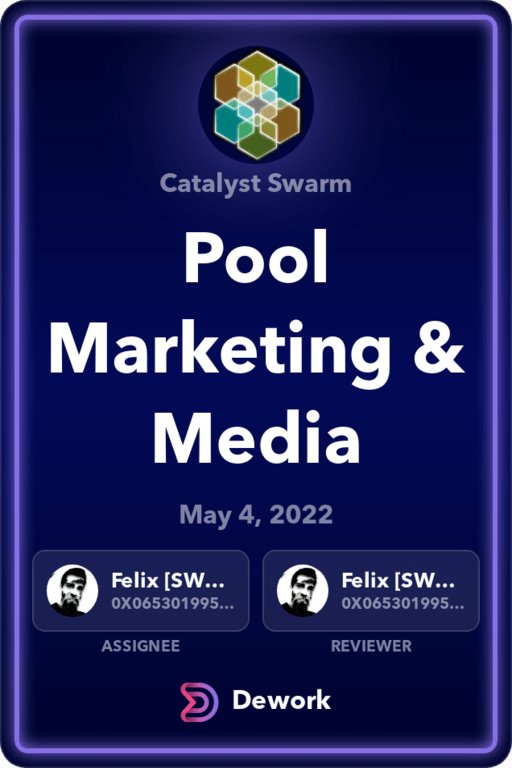 Catalyst Swarm
Pool
Marketing &
Media
May 4, 2022
Felix [SW...
0X065301995...
ASSIGNEE
Felix [SW...
0X065301995...
REVIEWER
Dework